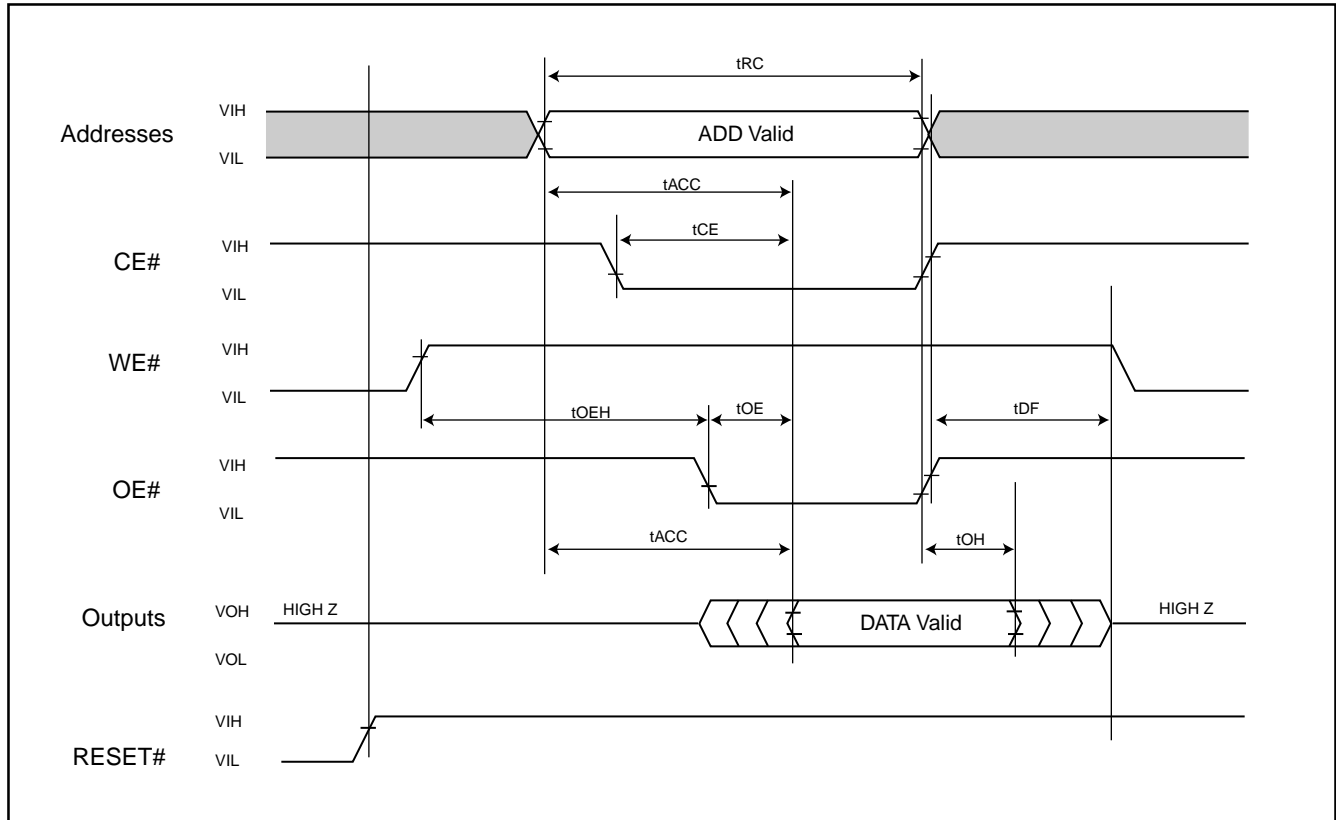 tRC
Addresses
VIH
VIL
ADD Valid
tACC
tCE
CE#
VIH
VIL
WE#
VIH
VIL
tOEH
tOE
tDF
OE#
VIH
VIL
tACC
tOH
Outputs
VOH
VOL
HIGH Z
DATA Valid
HIGH Z
RESET#
VIH
VIL